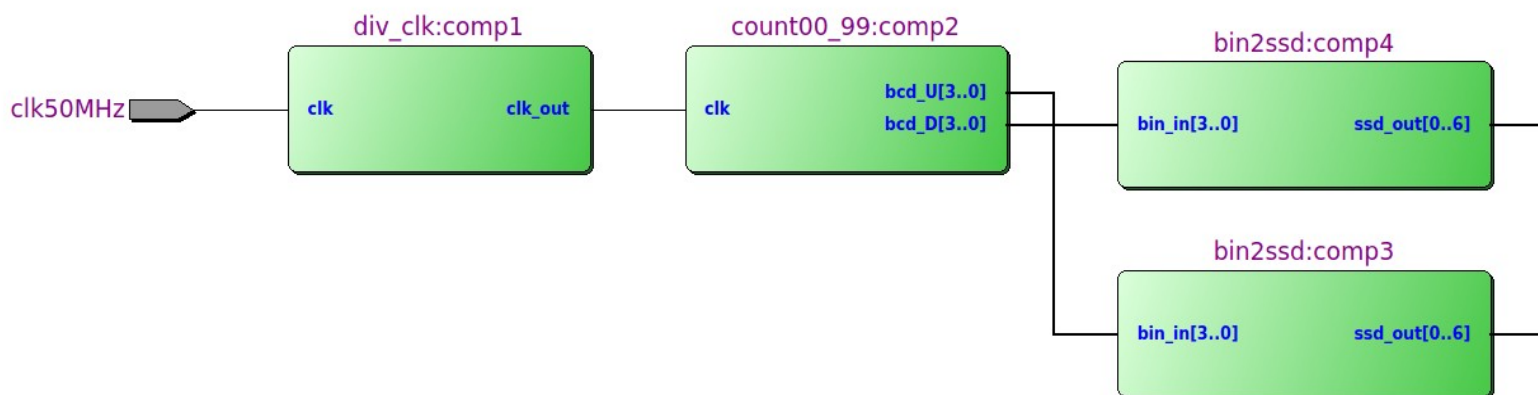 div_clk:comp1
count00_99:comp2
bin2ssd:comp4
clk50MHz
clk
clk_out
clk
bcd_U[3..0]
bcd_D[3..0]
bin_in[3..0]
ssd_out[0..6]
bin2ssd:comp3
bin_in[3..0]
ssd_out[0..6]